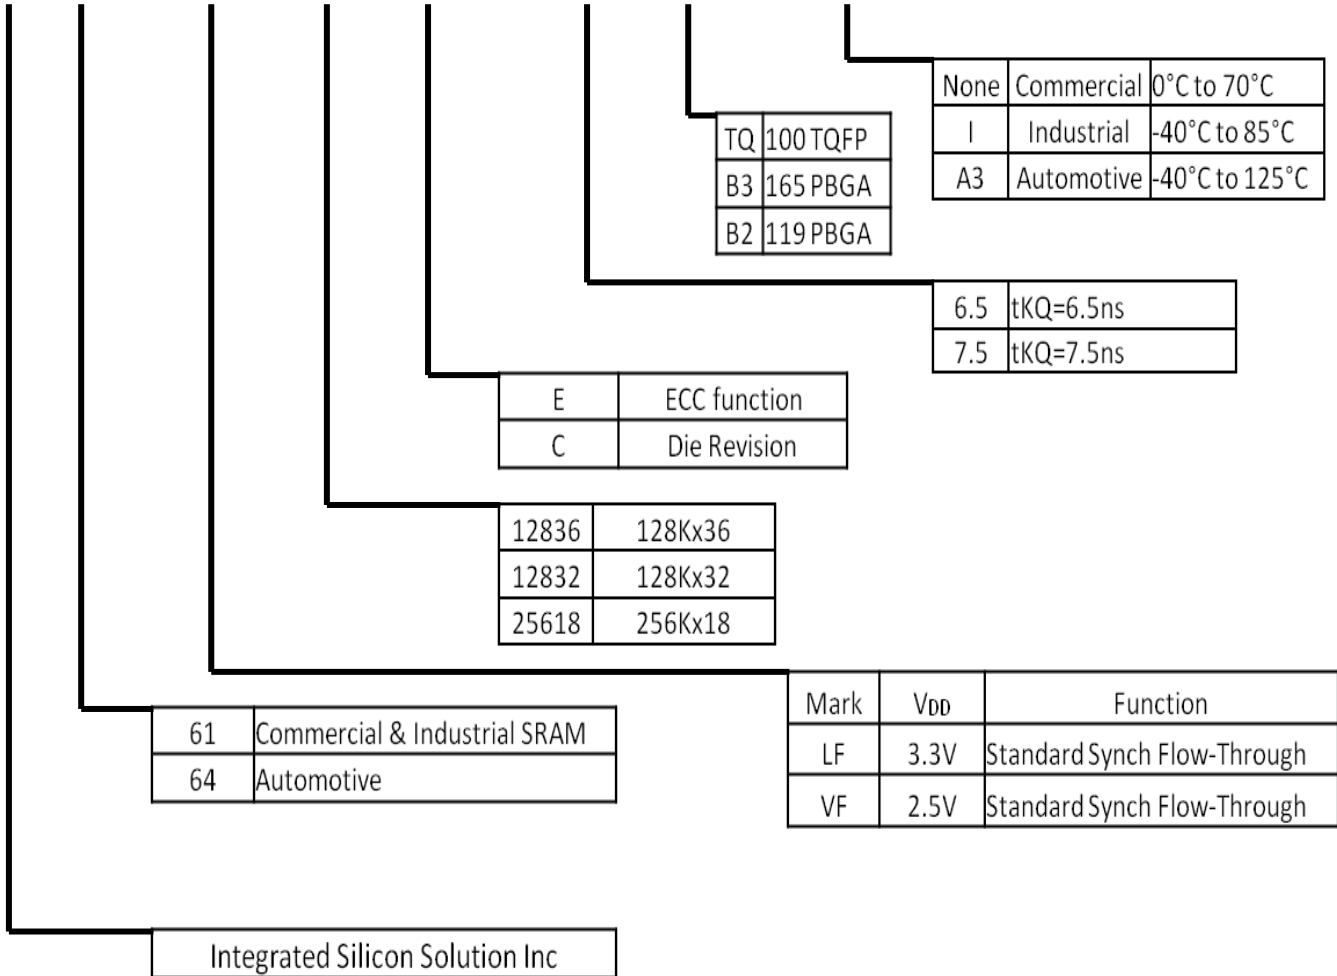 None Commercial 0°C to 70°C
I Industrial -40°C to 85°C
A3 Automotive -40°C to 125°C
TQ 100 TQFP
B3 165 PBGA
B2 119 PBGA
6.5 tKQ=6.5ns
7.5 tKQ=7.5ns
E ECC function
C Die Revision
12836 128Kx36
12832 128Kx32
25618 256Kx18
Mark VDD Function
LF 3.3V Standard Synch Flow-Through
VF 2.5V Standard Synch Flow-Through
61 Commercial & Industrial SRAM
64 Automotive
Integrated Silicon Solution Inc